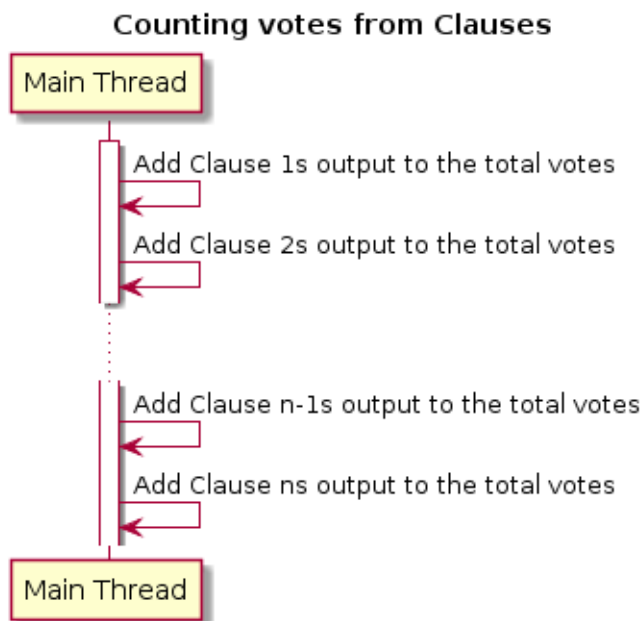 Counting votes from Clauses
Main Thread
Add Clause 1s output to the total votes
Add Clause 2s output to the total votes
Add Clause n-1s output to the total votes
Add Clause ns output to the total votes
Main Thread